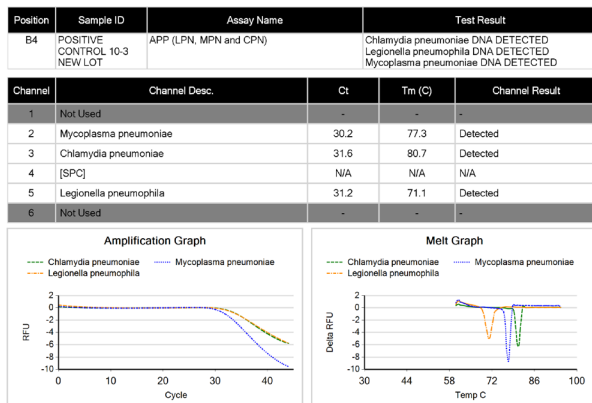 Position Sample ID Assay Name Test Result
B4 POSITIVE APP (LPN, MPN and CPN) Chlamydia pneumoniae DNA DETECTED
CONTROL 10-3 Legionella pneumophila DNA DETECTED
NEW LOT Mycoplasma pneumoniae DNA DETECTED
Channel Channel Desc. Ct Tm (C) Channel Result
1 Not Used - - -
2 Mycoplasma pneumoniae 30.2 77.3 Detected
3 Chlamydia pneumoniae 31.6 80.7 Detected
4 [SPC] N/A N/A N/A
5 Legionella pneumophila 31.2 71.1 Detected
6 Not Used - - -
Amplification Graph
Chlamydia pneumoniae Mycoplasma pneumoniae
Legionella pneumophila
2
0
-2
-4
-6
-8
-10
RFU
0 10 20 30 40
Cycle
Melt Graph
Chlamydia pneumoniae Mycoplasma pneumoniae
Legionella pneumophila
2
0
-2
-4
-6
-8
-10
Delta RFU
30 44 58 72 86 100
Temp C